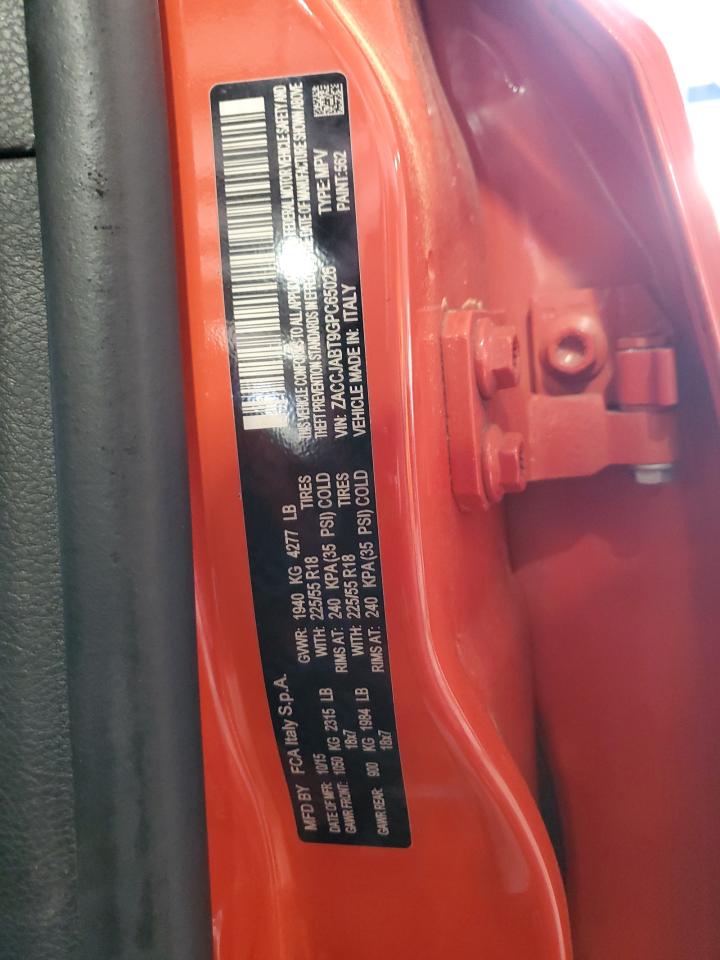 MFD BY FCA Italy S.p.A.
DATE OF MFR: 10/15
GVWR: 1940 KG 4277 LB
GAWR FRONT: 1050 KG 2315 LB
WITH: 225/55 R18 TIRES
18x7 RIMS AT: 240 KPA(35 PSI) COLD
GAWR REAR: 900 KG 1984 LB
WITH: 225/55 R18 TIRES
18x7 RIMS AT: 240 KPA(35 PSI) COLD
THIS VEHICLE CONFORMS TO ALL FEDERAL MOTOR VEHICLE SAFETY AND
THEFT PREVENTION STANDARDS IN DATE OF MANUFACTURE SHOWN ABOVE
VIN: ZACCJABT9GPC65026 TYPE: MPV
VEHICLE MADE IN: ITALY PAINT: 562